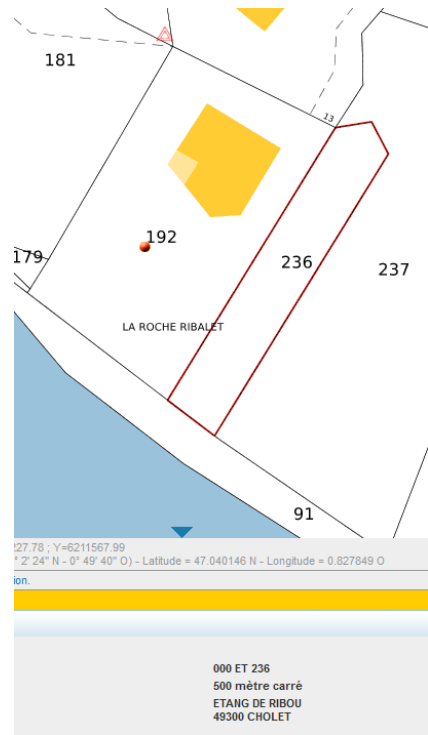 181
13
192
236
179
237
LA ROCHE RIBALET
91
227.78 ; Y=6211567.99
° 2' 24" N - 0° 49' 40" O) - Latitude = 47.040146 N - Longitude = 0.827849 O
ion.
000 ET 236
500 mètre carré
ETANG DE RIBOU
49300 CHOLET